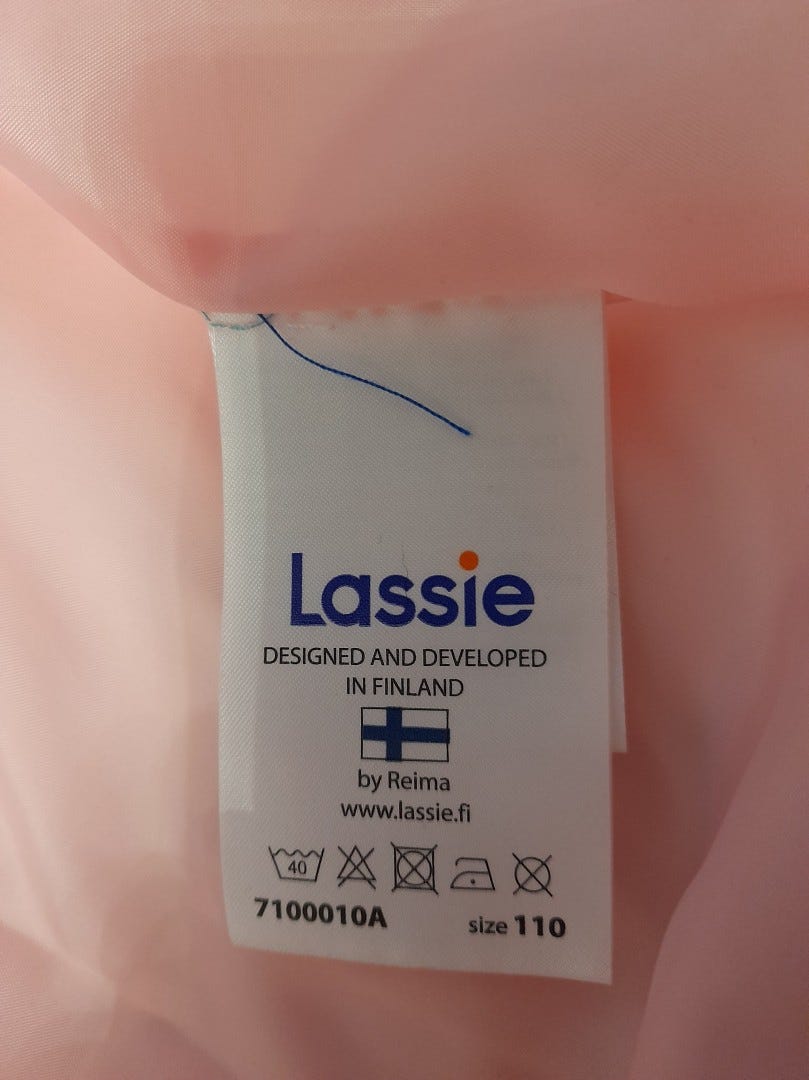 Lassie
DESIGNED AND DEVELOPED
IN FINLAND
by Reima
www.lassie.fi
40
7100010A size 110